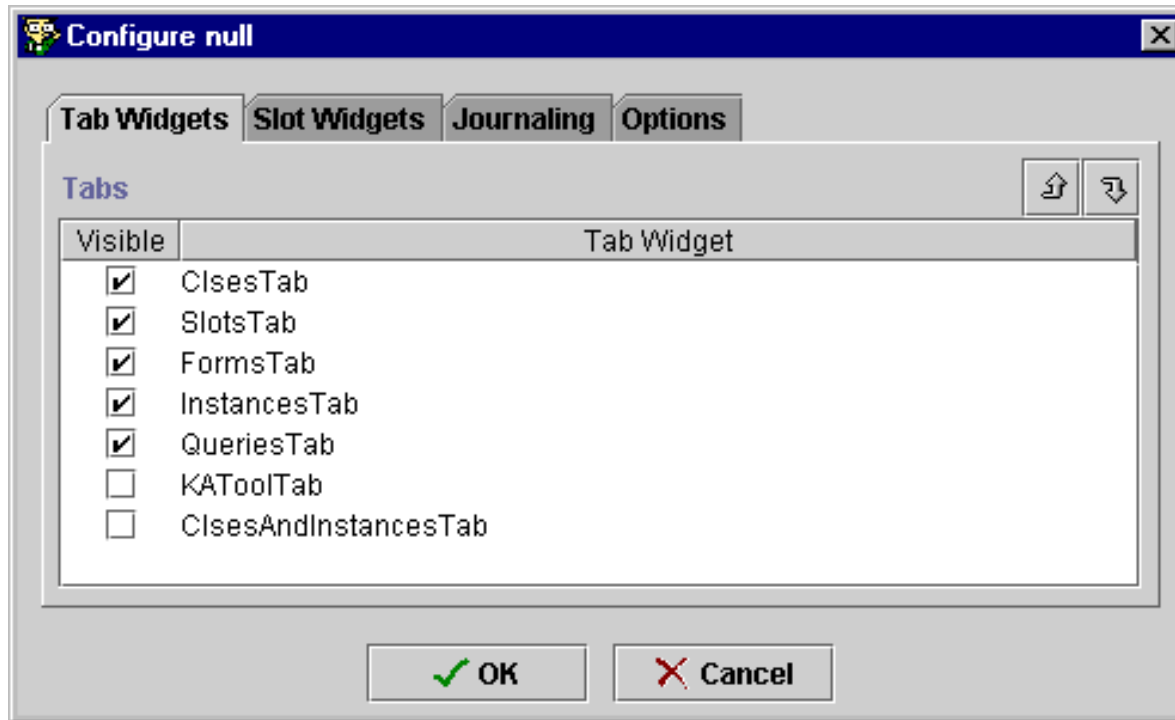 Configure null
Tab Widgets Slot Widgets Journaling Options
Tabs
Visible Tab Widget
ClsesTab
SlotsTab
FormsTab
InstancesTab
QueriesTab
KAToolTab
ClsesAndInstancesTab
OK Cancel